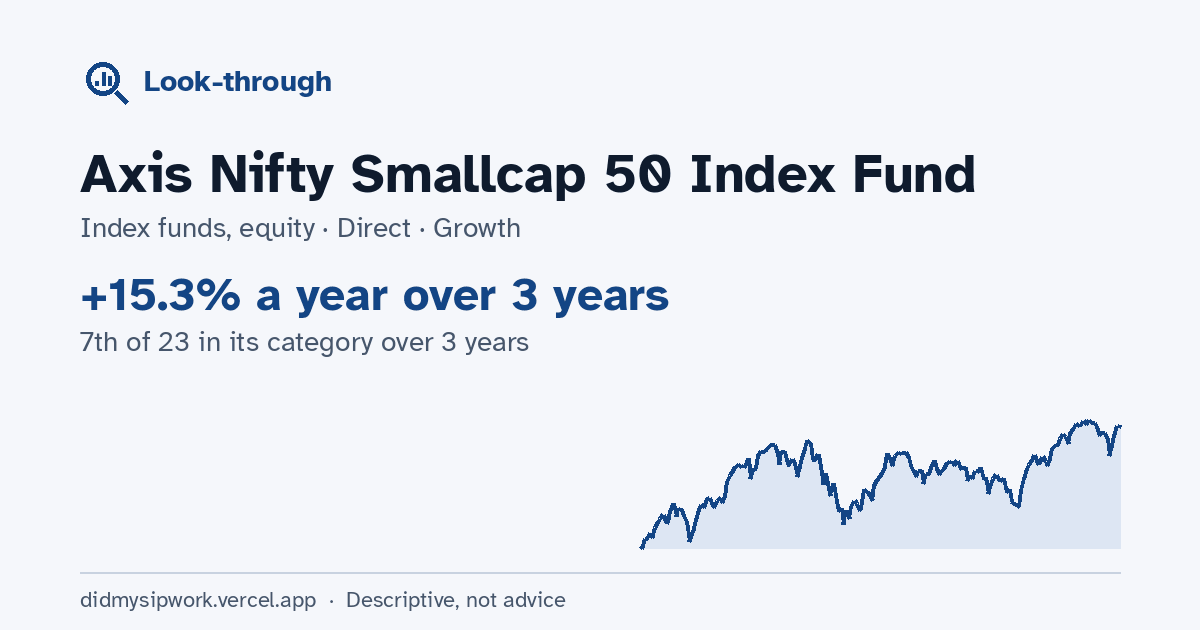 Look-through
Axis Nifty Smallcap 50 Index Fund
Index funds, equity · Direct · Growth
+15.3% a year over 3 years
7th of 23 in its category over 3 years
didmysipwork.vercel.app · Descriptive, not advice